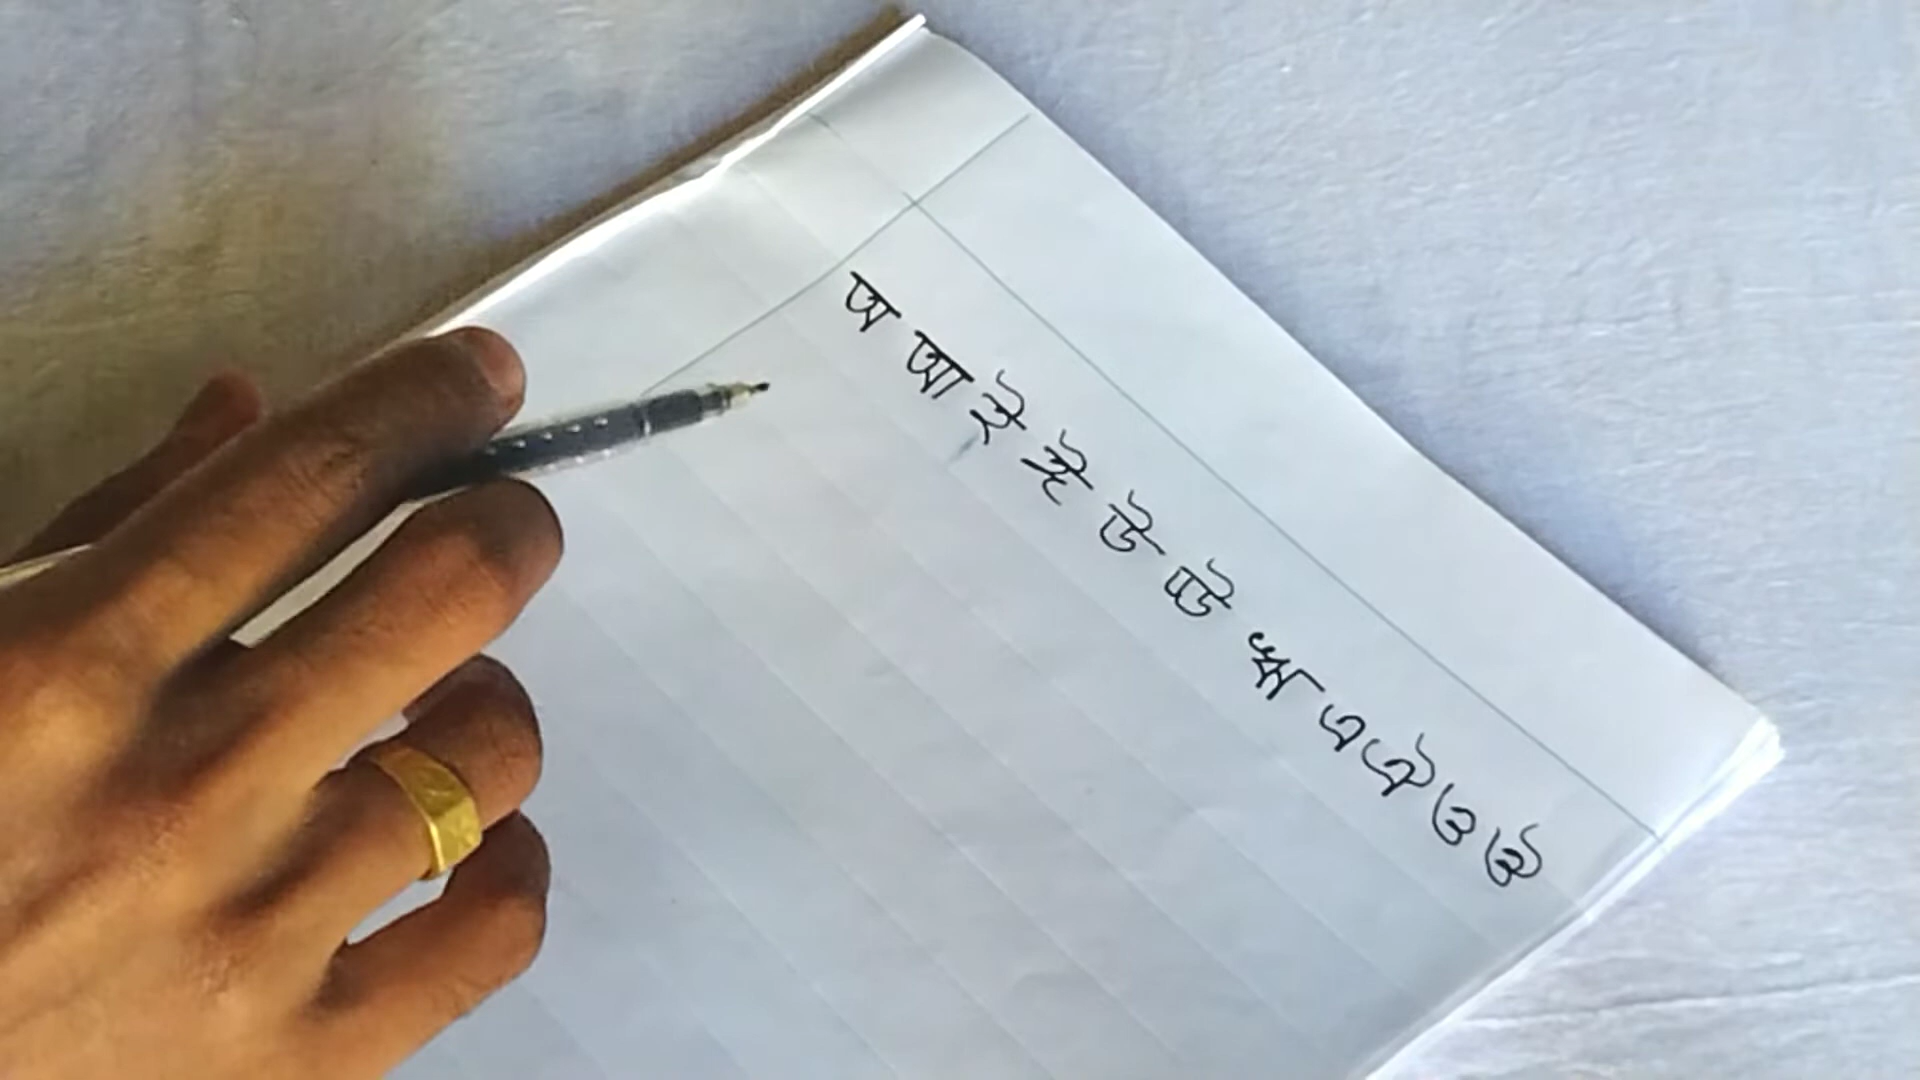 অ আ ই ঈ উ ঊ ঋ এ ঐ ও ঔ